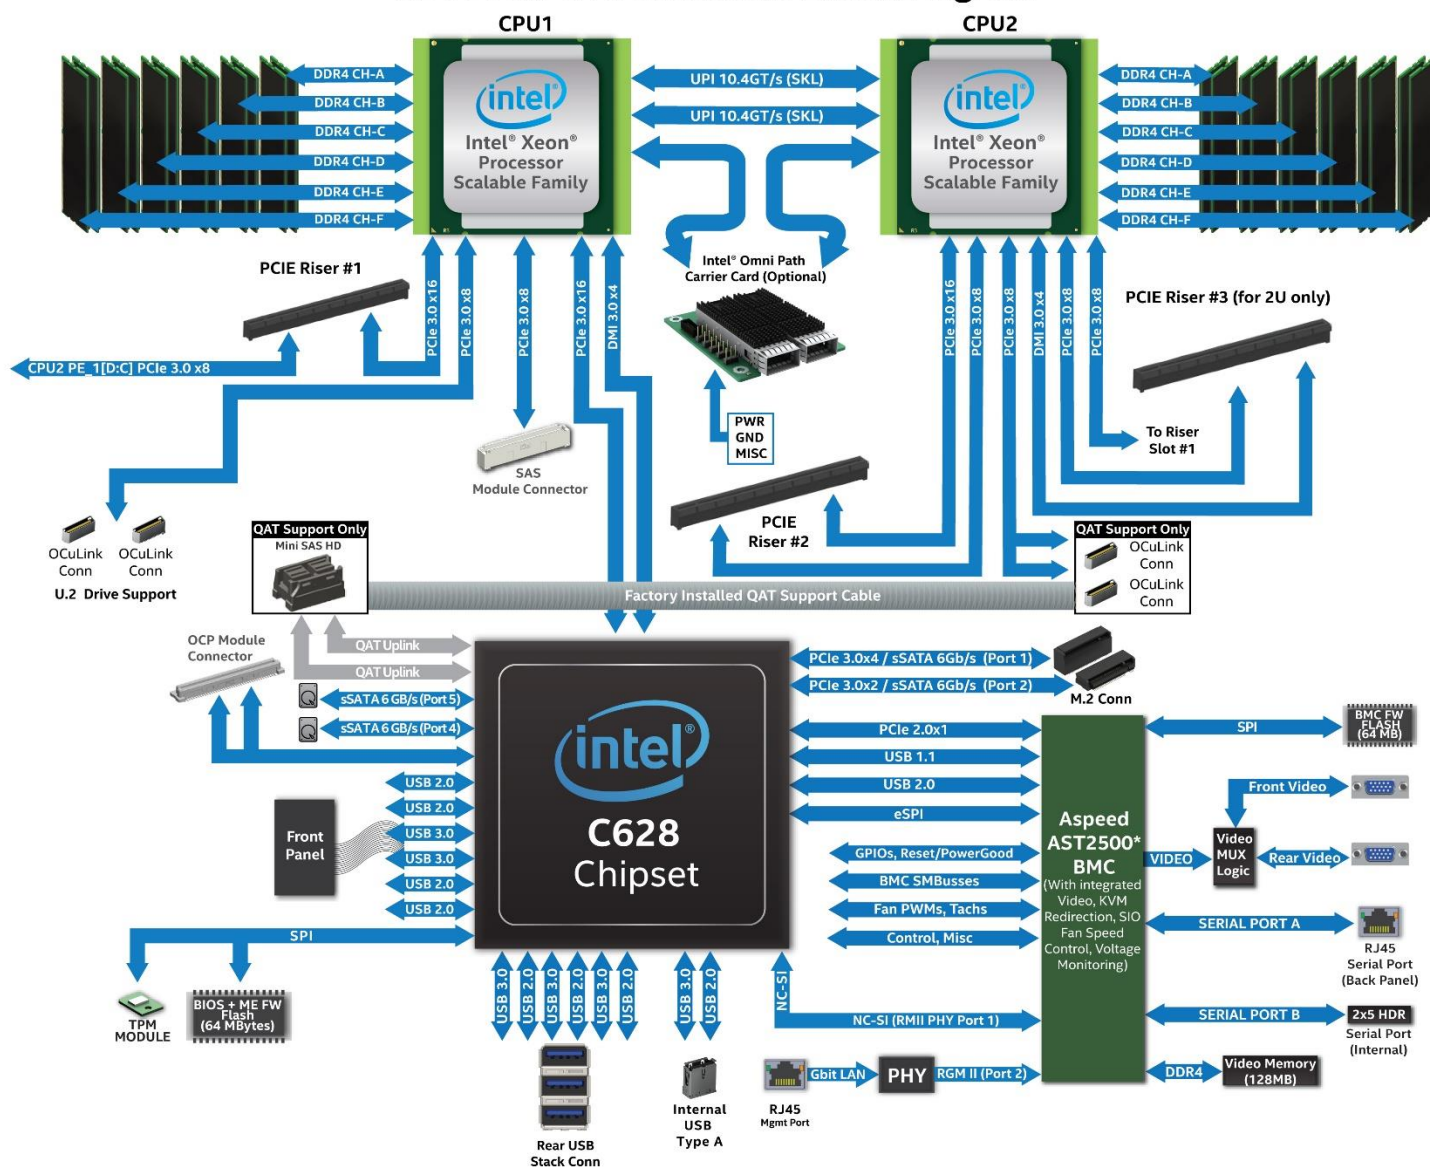 CPU1
CPU2
DDR4 CH-A
DDR4 CH-B
DDR4 CH-C
DDR4 CH-D
DDR4 CH-E
DDR4 CH-F
intel®
Intel® Xeon®
Processor
Scalable Family
UPI 10.4GT/s (SKL)
UPI 10.4GT/s (SKL)
intel®
Intel® Xeon®
Processor
Scalable Family
DDR4 CH-A
DDR4 CH-B
DDR4 CH-C
DDR4 CH-D
DDR4 CH-E
DDR4 CH-F
PCIE Riser #1
CPU2 PE_1[D:C] PCIe 3.0 x8
PCIe 3.0 x16
PCIe 3.0 x8
PCIe 3.0 x8
PCIe 3.0 x16
DMI 3.0 x4
Intel® Omni Path
Carrier Card (Optional)
PWR
GND
MISC
PCIe 3.0 x16
PCIe 3.0 x8
PCIe 3.0 x8
DMI 3.0 x4
PCIe 3.0 x8
PCIe 3.0 x8
PCIE Riser #3 (for 2U only)
To Riser
Slot #1
SAS
Module Connector
PCIE
Riser #2
OCuLink
Conn
OCuLink
Conn
U.2 Drive Support
QAT Support Only
Mini SAS HD
Factory Installed QAT Support Cable
QAT Support Only
OCuLink
Conn
OCuLink
Conn
OCP Module
Connector
QAT Uplink
QAT Uplink
sSATA 6 GB/s (Port 5)
sSATA 6 GB/s (Port 4)
USB 2.0
USB 2.0
USB 3.0
USB 3.0
USB 2.0
USB 2.0
Front
Panel
SPI
TPM
MODULE
BIOS + ME FW
Flash
(64 MBytes)
intel®
C628
Chipset
PCIe 3.0x4 / sSATA 6Gb/s (Port 1)
PCIe 3.0x2 / sSATA 6Gb/s (Port 2)
M.2 Conn
PCIe 2.0x1
USB 1.1
USB 2.0
eSPI
GPIOs, Reset/PowerGood
BMC SMBusses
Fan PWMs, Tachs
Control, Misc
NC-SI
NC-SI (RMII PHY Port 1)
Aspeed
AST2500*
BMC
(With integrated
Video, KVM
Redirection, SIO
Fan Speed
Control, Voltage
Monitoring)
SPI
BMC FW
FLASH
(64 MB)
VIDEO
Video
MUX
Logic
Front Video
Rear Video
SERIAL PORT A
RJ45
Serial Port
(Back Panel)
SERIAL PORT B
2x5 HDR
Serial Port
(Internal)
DDR4
Video Memory
(128MB)
USB 3.0
USB 2.0
USB 3.0
USB 2.0
USB 3.0
USB 2.0
Rear USB
Stack Conn
USB 3.0
USB 2.0
Internal
USB
Type A
RJ45
Mgmt Port
Gbit LAN
PHY
RGM II (Port 2)